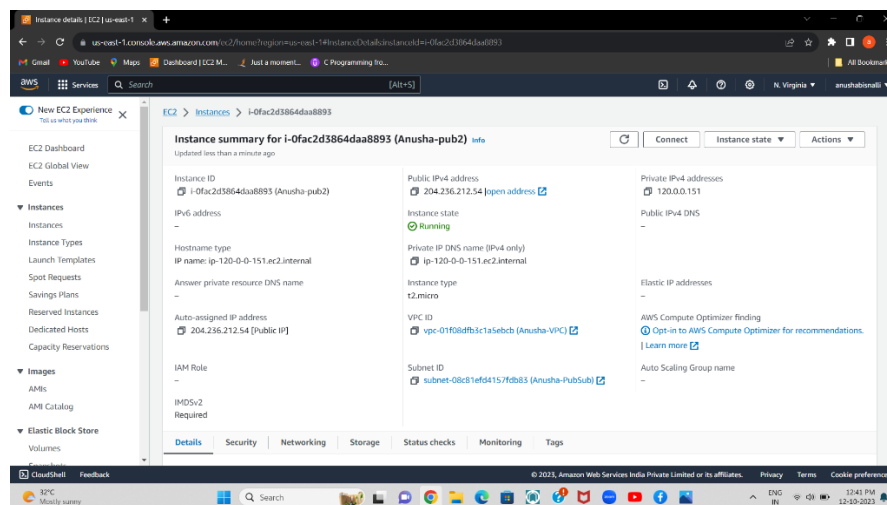 Instance details | EC2 | us-east-1
us-east-1.console.aws.amazon.com/ec2/home?region=us-east-1#InstanceDetails:instanceId=i-0fac2d3864daa8893
Gmail YouTube Maps Dashboard | EC2 M... Just a moment... C Programming fro... All Bookmark
aws Services Search [Alt+S] N. Virginia anushabisnalli
New EC2 Experience
Tell us what you think
EC2 Dashboard
EC2 Global View
Events
Instances
Instances
Instance Types
Launch Templates
Spot Requests
Savings Plans
Reserved Instances
Dedicated Hosts
Capacity Reservations
Images
AMIs
AMI Catalog
Elastic Block Store
Volumes
EC2 > Instances > i-0fac2d3864daa8893
Instance summary for i-0fac2d3864daa8893 (Anusha-pub2) Info
Updated less than a minute ago
Connect Instance state Actions
Instance ID
i-0fac2d3864daa8893 (Anusha-pub2)
Public IPv4 address
204.236.212.54 |open address
Private IPv4 addresses
120.0.0.151
IPv6 address
–
Instance state
Running
Public IPv4 DNS
–
Hostname type
IP name: ip-120-0-0-151.ec2.internal
Private IP DNS name (IPv4 only)
ip-120-0-0-151.ec2.internal
Answer private resource DNS name
–
Instance type
t2.micro
Elastic IP addresses
–
Auto-assigned IP address
204.236.212.54 [Public IP]
VPC ID
vpc-01f08dfb3c1a5ebcb (Anusha-VPC)
AWS Compute Optimizer finding
Opt-in to AWS Compute Optimizer for recommendations.
| Learn more
IAM Role
–
Subnet ID
subnet-08c81efd4157fdb83 (Anusha-PubSub)
Auto Scaling Group name
–
IMDSv2
Required
Details Security Networking Storage Status checks Monitoring Tags
CloudShell Feedback © 2023, Amazon Web Services India Private Limited or its affiliates. Privacy Terms Cookie preference
32°C
Mostly sunny
Search
ENG
IN
12:41 PM
12-10-2023